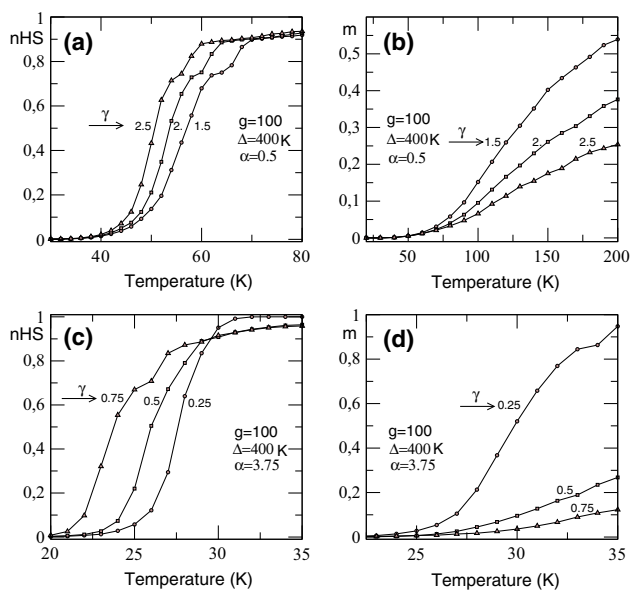 1
nHS
0,8
0,6
0,4
0,2
0
(a)
γ
2.5
2.
1.5
g=100
Δ=400 K
α=0.5
40
60
80
Temperature (K)
m
0,5
0,4
0,3
0,2
0,1
0
(b)
g=100
Δ=400 K
α=0.5
γ
1.5
2.
2.5
50
100
150
200
Temperature (K)
1
nHS
0,8
0,6
0,4
0,2
0
(c)
γ
0.75
0.5
0.25
g=100
Δ=400 K
α=3.75
20
25
30
35
Temperature (K)
1
m
0,8
0,6
0,4
0,2
0
(d)
γ
0.25
g=100
Δ=400 K
α=3.75
0.5
0.75
25
30
35
Temperature (K)